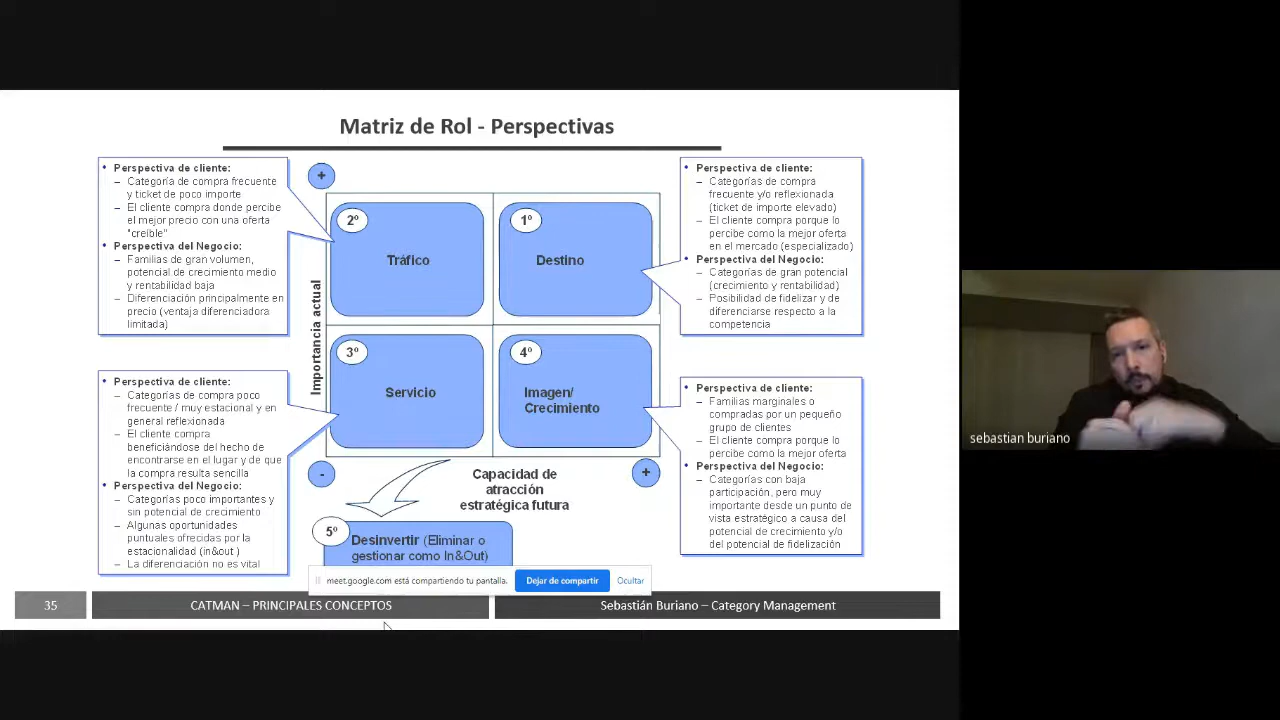 Matriz de Rol - Perspectivas
• Perspectiva de cliente:
– Categoría de compra frecuente
y ticket de poco importe
– El cliente compra donde percibe
el mejor precio con una oferta
"creíble"
• Perspectiva del Negocio:
– Familias de gran volumen,
potencial de crecimiento medio
y rentabilidad baja
– Diferenciación principalmente en
precio (ventaja diferenciadora
limitada)
+
2º
Tráfico
1º
Destino
• Perspectiva de cliente:
– Categorías de compra
frecuente y/o reflexionada
(ticket de importe elevado)
– El cliente compra porque lo
percibe como la mejor oferta
en el mercado (especializado)
• Perspectiva del Negocio:
– Categorías de gran potencial
(crecimiento y rentabilidad)
– Posibilidad de fidelizar y de
diferenciarse respecto a la
competencia
Importancia actual
• Perspectiva de cliente:
– Categorías de compra poco
frecuente / muy estacional y en
general reflexionada
– El cliente compra
beneficiándose del hecho de
encontrarse en el lugar y de que
la compra resulta sencilla
• Perspectiva del Negocio:
– Categorías poco importantes y
sin potencial de crecimiento
– Algunas oportunidades
puntuales ofrecidas por la
estacionalidad (in&out )
– La diferenciación no es vital
3º
Servicio
4º
Imagen/
Crecimiento
• Perspectiva de cliente:
– Familias marginales o
compradas por un pequeño
grupo de clientes
– El cliente compra porque lo
percibe como la mejor oferta
• Perspectiva del Negocio:
– Categorías con baja
participación, pero muy
importante desde un punto de
vista estratégico a causa del
potencial de crecimiento y/o
del potencial de fidelización
-
+
Capacidad de
atracción
estratégica futura
5º
Desinvertir (Eliminar o
gestionar como In&Out)
meet.google.com está compartiendo tu pantalla.
Dejar de compartir
Ocultar
35
CATMAN – PRINCIPALES CONCEPTOS
Sebastián Buriano – Category Management
sebastian buriano